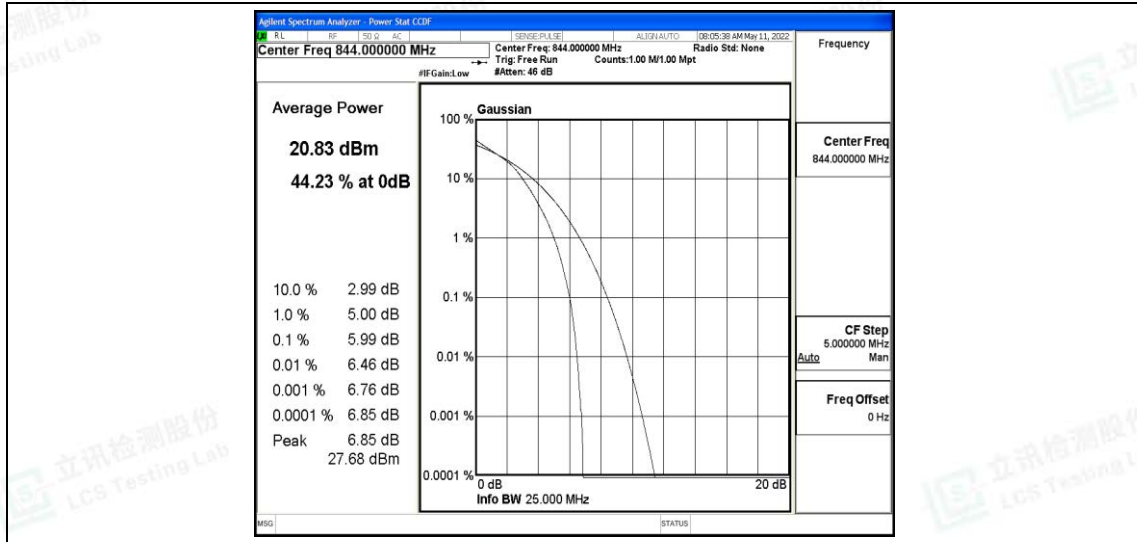 Agilent Spectrum Analyzer - Power Stat CCDF
RL RF 50 Ω AC SENSE:PULSE ALIGNAUTO 08:05:38 AM May 11, 2022
Center Freq 844.000000 MHz
Center Freq: 844.000000 MHz Radio Std: None
Trig: Free Run Counts:1.00 M/1.00 Mpt
#IFGain:Low #Atten: 46 dB
Frequency
Average Power
20.83 dBm
44.23 % at 0dB
10.0 % 2.99 dB
1.0 % 5.00 dB
0.1 % 5.99 dB
0.01 % 6.46 dB
0.001 % 6.76 dB
0.0001 % 6.85 dB
Peak 6.85 dB
27.68 dBm
Gaussian
100 %
10 %
1 %
0.1 %
0.01 %
0.001 %
0.0001 %
0 dB 20 dB
Info BW 25.000 MHz
Center Freq
844.000000 MHz
CF Step
5.000000 MHz
Auto Man
Freq Offset
0 Hz
MSG STATUS
立讯检测股份
LCS Testing Lab